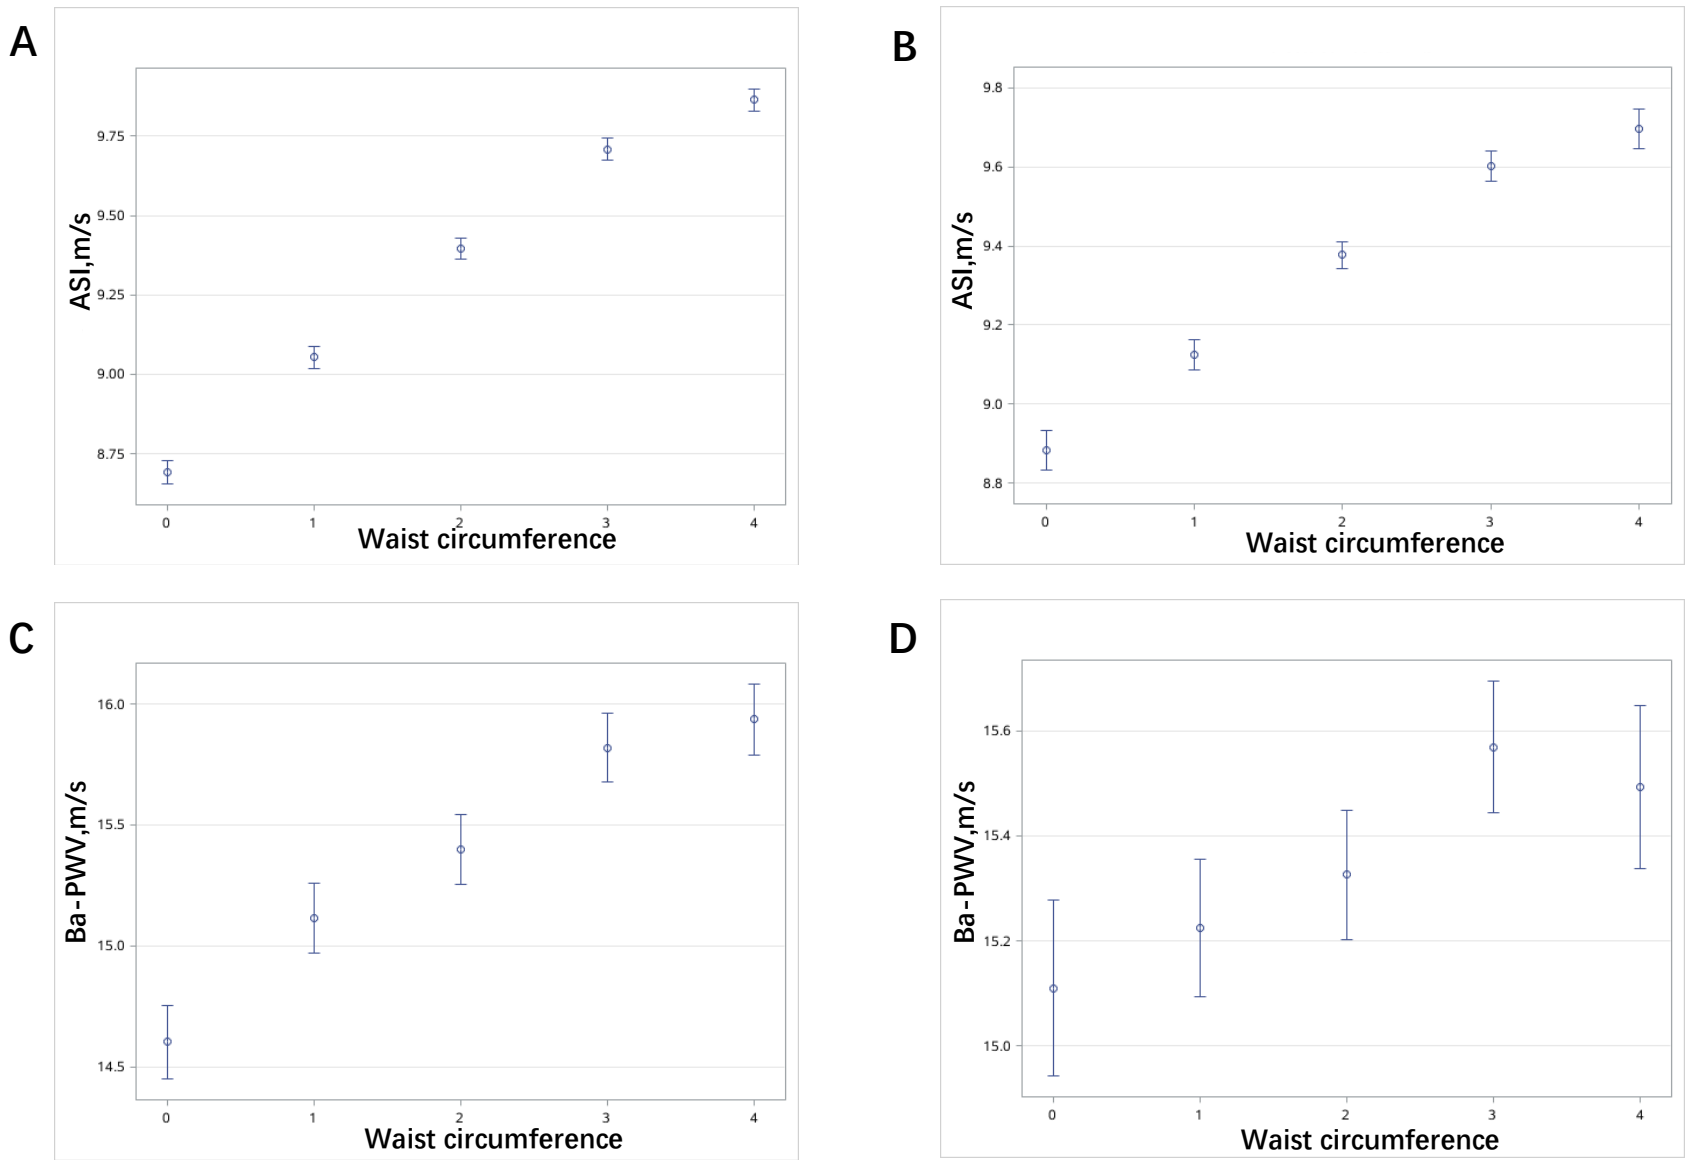 A
ASI,m/s
9.75
9.50
9.25
9.00
8.75
0 1 2 3 4
Waist circumference
B
ASI,m/s
9.8
9.6
9.4
9.2
9.0
8.8
0 1 2 3 4
Waist circumference
C
Ba-PWV,m/s
16.0
15.5
15.0
14.5
0 1 2 3 4
Waist circumference
D
Ba-PWV,m/s
15.6
15.4
15.2
15.0
0 1 2 3 4
Waist circumference